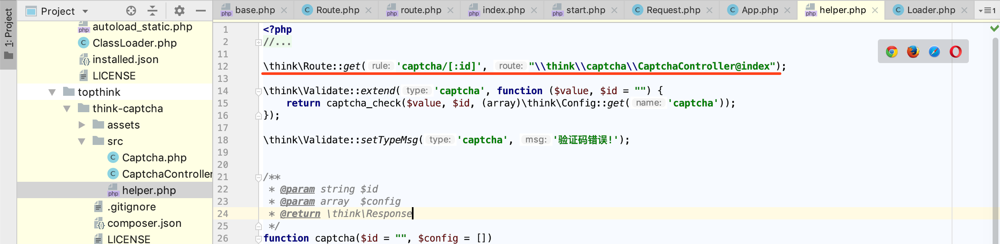 1: Project
Project
autoload_static.php
ClassLoader.php
installed.json
LICENSE
topthink
think-captcha
assets
src
Captcha.php
CaptchaController
helper.php
.gitignore
composer.json
LICENSE
base.php
Route.php
route.php
index.php
start.php
Request.php
App.php
helper.php
Loader.php
1
1 <?php
2 //...
11
12 \think\Route::get( rule: 'captcha/[:id]', route: "\\think\\captcha\\CaptchaController@index");
13
14 \think\Validate::extend( type: 'captcha', function ($value, $id = "") {
15 return captcha_check($value, $id, (array)\think\Config::get( name: 'captcha'));
16 });
17
18 \think\Validate::setTypeMsg( type: 'captcha', msg: '验证码错误!');
19
20
21 /**
22 * @param string $id
23 * @param array $config
24 * @return \think\Response
25 */
26 function captcha($id = "", $config = [])